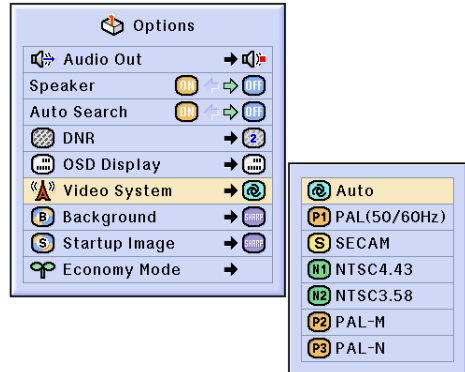 Options
Audio Out
Speaker ON OFF
Auto Search ON OFF
DNR 2
OSD Display
Video System
B Background SHARP
S Startup Image SHARP
Economy Mode
Auto
P1 PAL(50/60Hz)
S SECAM
N1 NTSC4.43
N2 NTSC3.58
P2 PAL-M
P3 PAL-N